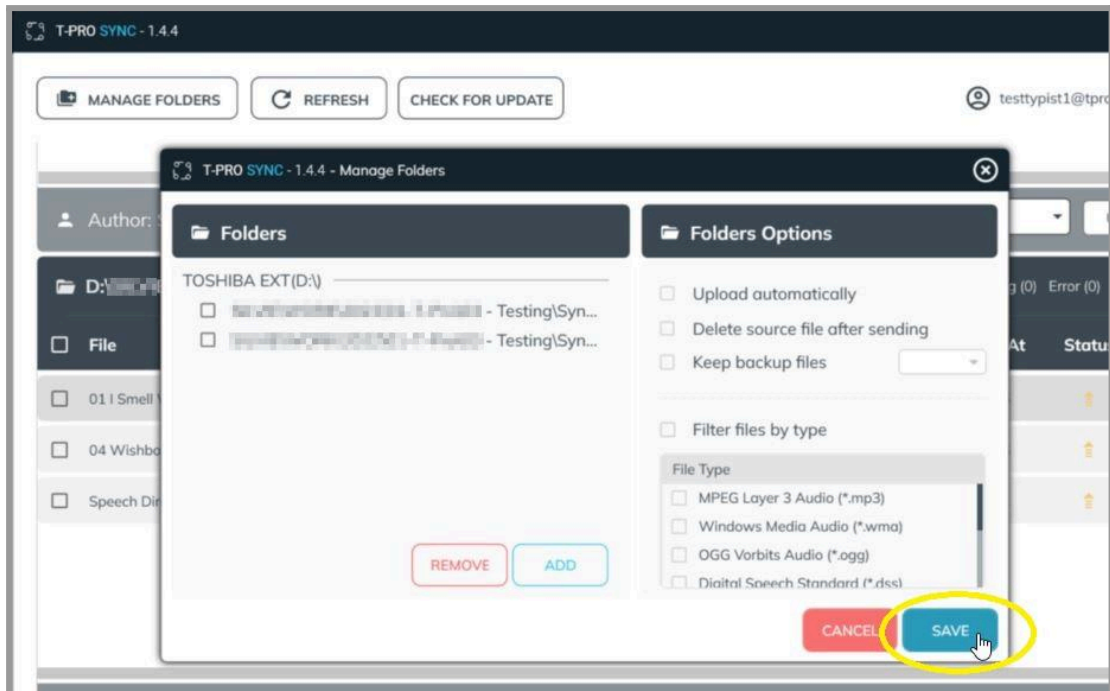 T-PRO SYNC - 1.4.4
MANAGE FOLDERS REFRESH CHECK FOR UPDATE testtypist1@tpro
T-PRO SYNC - 1.4.4 - Manage Folders
Author:
Folders Folders Options
D:\
TOSHIBA EXT(D:\)
- Testing\Syn...
- Testing\Syn...
Upload automatically
Delete source file after sending
Keep backup files
(0) Error (0)
File At Statu
01 I Smell
04 Wishbo
Speech Dir
Filter files by type
File Type
MPEG Layer 3 Audio (*.mp3)
Windows Media Audio (*.wma)
OGG Vorbits Audio (*.ogg)
Digital Speech Standard (*.dss)
REMOVE ADD
CANCEL SAVE